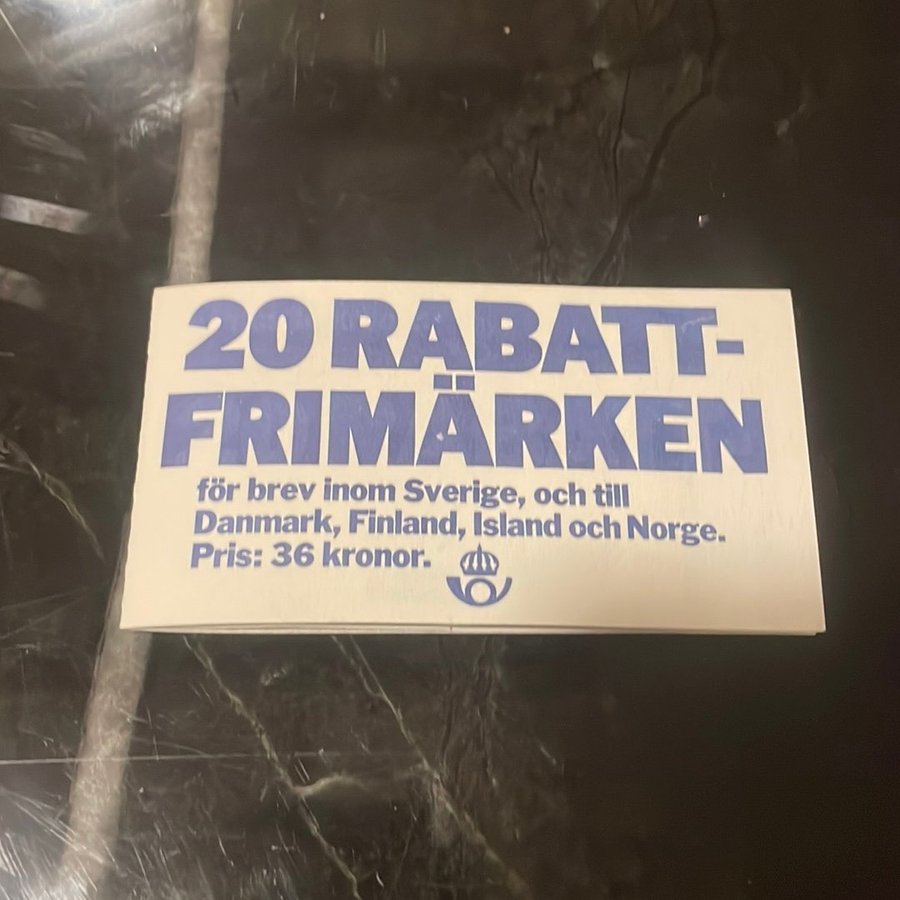 20 RABATT-
FRIMÄRKEN
för brev inom Sverige, och till
Danmark, Finland, Island och Norge.
Pris: 36 kronor.